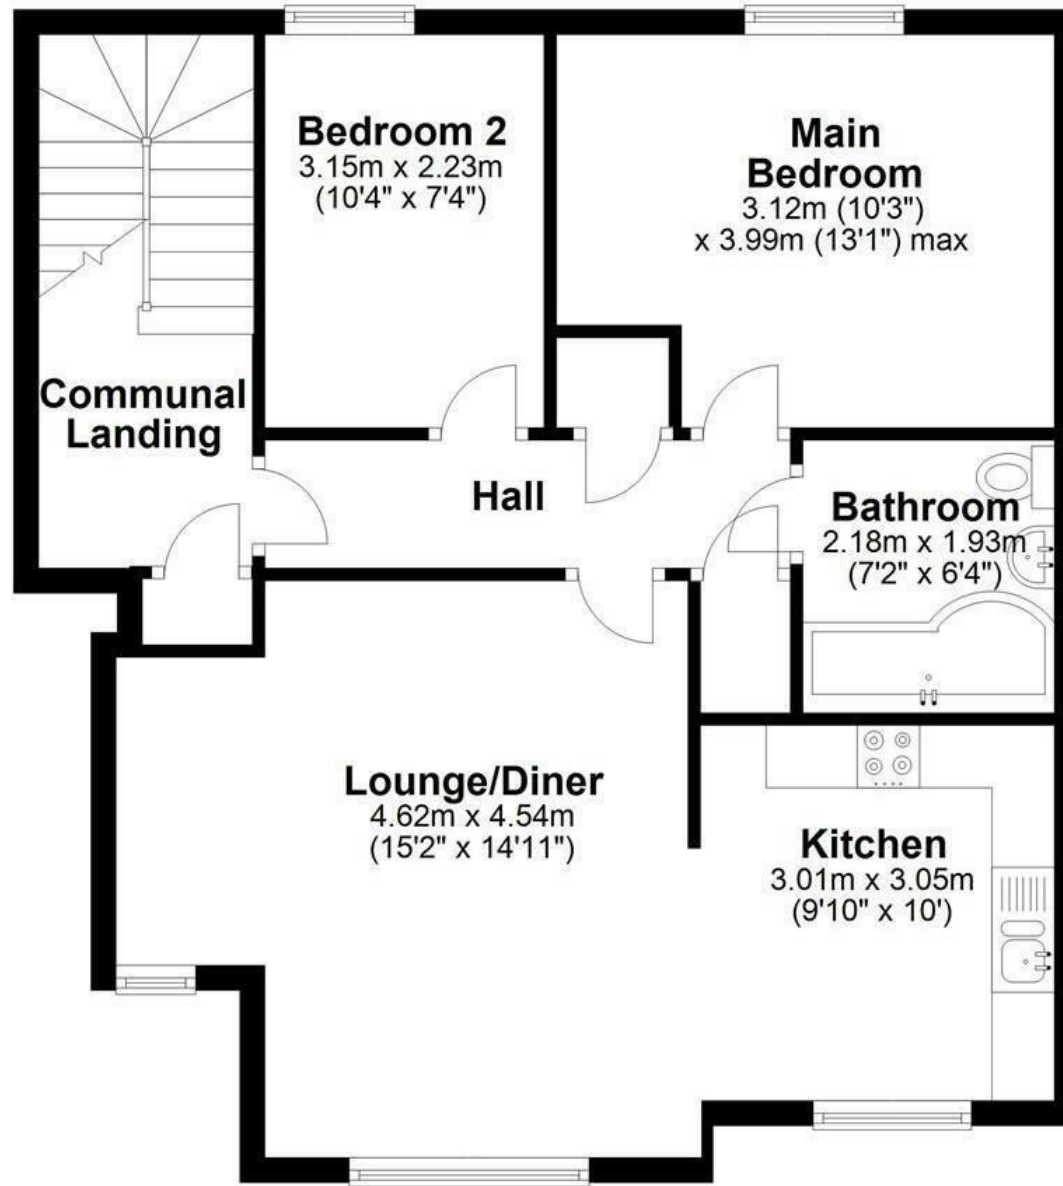 Bedroom 2
3.15m x 2.23m
(10'4" x 7'4")
Main
Bedroom
3.12m (10'3")
x 3.99m (13'1") max
Communal
Landing
Hall
Bathroom
2.18m x 1.93m
(7'2" x 6'4")
Lounge/Diner
4.62m x 4.54m
(15'2" x 14'11")
Kitchen
3.01m x 3.05m
(9'10" x 10')